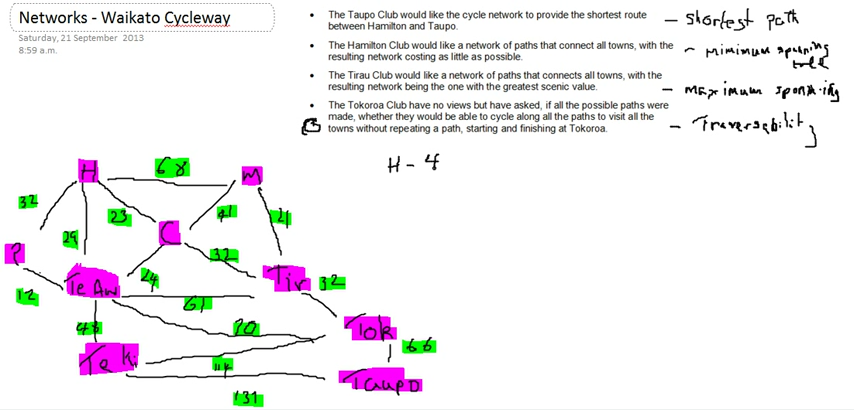 Networks - Waikato Cycleway
Saturday, 21 September 2013
8:59 a.m.
• The Taupo Club would like the cycle network to provide the shortest route
between Hamilton and Taupo.
- shortest path
• The Hamilton Club would like a network of paths that connect all towns, with the
resulting network costing as little as possible.
- minimum spanning
tree
• The Tirau Club would like a network of paths that connects all towns, with the
resulting network being the one with the greatest scenic value.
- maximum spanning
• The Tokoroa Club have no views but have asked, if all the possible paths were
made, whether they would be able to cycle along all the paths to visit all the
towns without repeating a path, starting and finishing at Tokoroa.
- Traversability
H - 4
H 68 M
32 29 23 41 21
C
P
Te Aw 24 32 Tir 32
12 61
70 Tok
Te Ki 66
Taupo
131